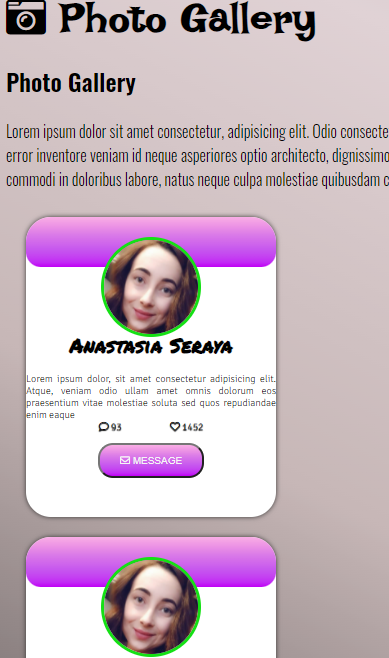 Photo Gallery
Photo Gallery
Lorem ipsum dolor sit amet consectetur, adipisicing elit. Odio consecte
error inventore veniam id neque asperiores optio architecto, dignissimo
commodi in doloribus labore, natus neque culpa molestiae quibusdam c
Anastasia Seraya
Lorem ipsum dolor, sit amet consectetur adipisicing elit.
Atque, veniam odio ullam amet omnis dolorum eos
praesentium vitae molestiae soluta sed quos repudiandae
enim eaque
93 1452
MESSAGE